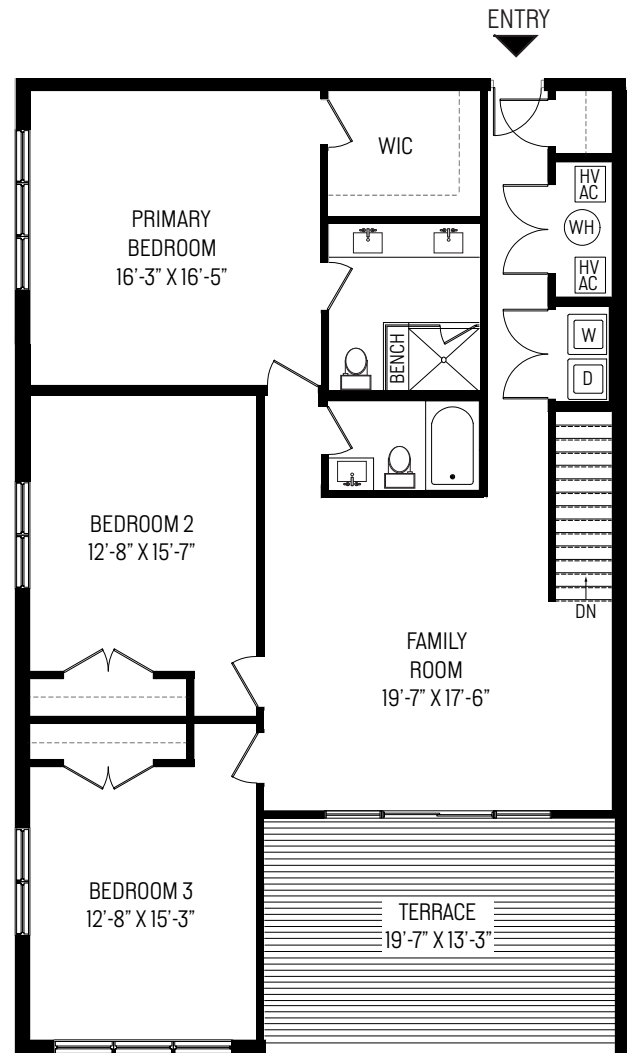 ENTRY
WIC
HV
AC
WH
HV
AC
PRIMARY
BEDROOM
16'-3” X 16'-5”
W
BENCH
D
BEDROOM 2
12'-8” X 15'-7”
DN
FAMILY
ROOM
19'-7” X 17'-6”
BEDROOM 3
12'-8” X 15'-3”
TERRACE
19'-7” X 13'-3”